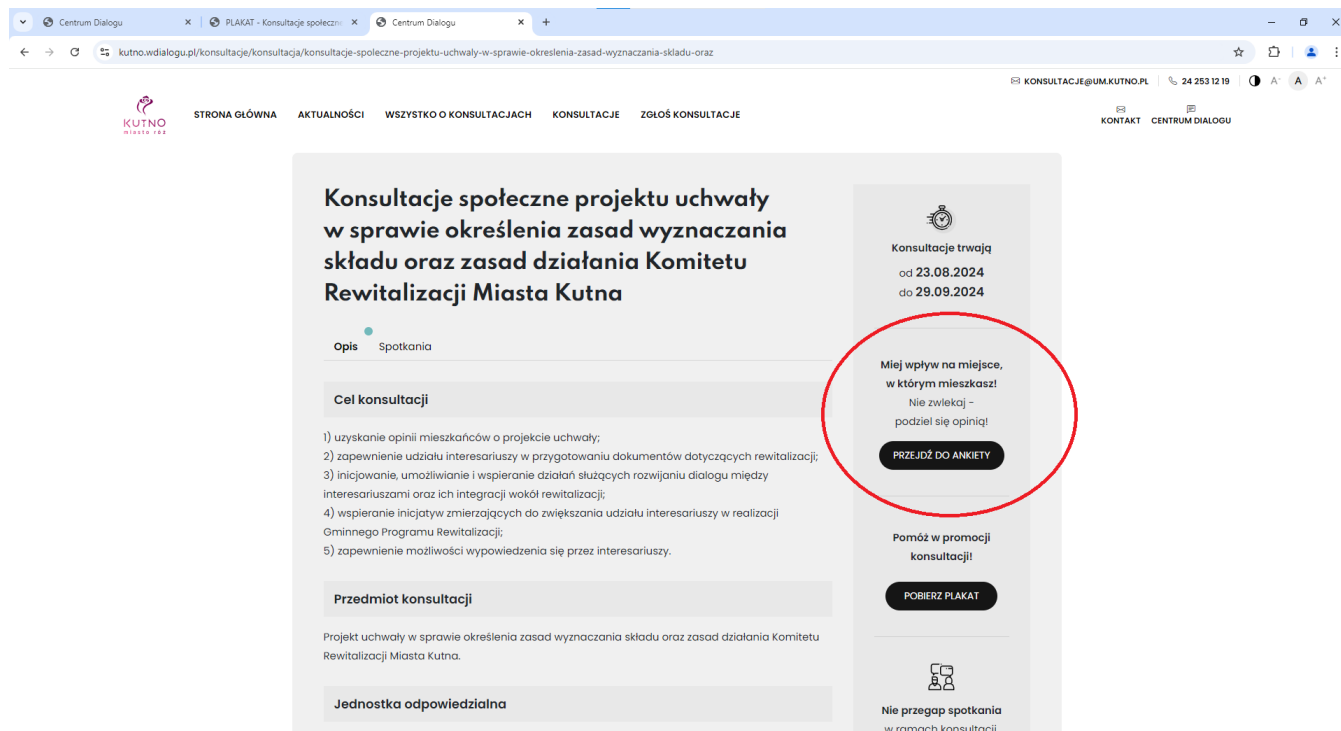 Centrum Dialogu
PLAKAT - Konsultacje społeczne
Centrum Dialogu
kutno.wdialogu.pl/konsultacje/konsultacja/konsultacje-spoleczne-projektu-uchwaly-w-sprawie-okreslenia-zasad-wyznaczania-skladu-oraz
KONSULTACJE@UM.KUTNO.PL
24 253 12 19
A-
A
A+
KUTNO
miasto róż
STRONA GŁÓWNA
AKTUALNOŚCI
WSZYSTKO O KONSULTACJACH
KONSULTACJE
ZGŁOŚ KONSULTACJE
KONTAKT
CENTRUM DIALOGU
Konsultacje społeczne projektu uchwały
w sprawie określenia zasad wyznaczania
składu oraz zasad działania Komitetu
Rewitalizacji Miasta Kutna
Opis
Spotkania
Cel konsultacji
1) uzyskanie opinii mieszkańców o projekcie uchwały;
2) zapewnienie udziału interesariuszy w przygotowaniu dokumentów dotyczących rewitalizacji;
3) inicjowanie, umożliwianie i wspieranie działań służących rozwijaniu dialogu między
interesariuszami oraz ich integracji wokół rewitalizacji;
4) wspieranie inicjatyw zmierzających do zwiększania udziału interesariuszy w realizacji
Gminnego Programu Rewitalizacji;
5) zapewnienie możliwości wypowiedzenia się przez interesariuszy.
Przedmiot konsultacji
Projekt uchwały w sprawie określenia zasad wyznaczania składu oraz zasad działania Komitetu
Rewitalizacji Miasta Kutna.
Jednostka odpowiedzialna
Konsultacje trwają
od 23.08.2024
do 29.09.2024
Miej wpływ na miejsce,
w którym mieszkasz!
Nie zwlekaj -
podziel się opinią!
PRZEJDŹ DO ANKIETY
Pomóż w promocji
konsultacji!
POBIERZ PLAKAT
Nie przegap spotkania
w ramach konsultacji